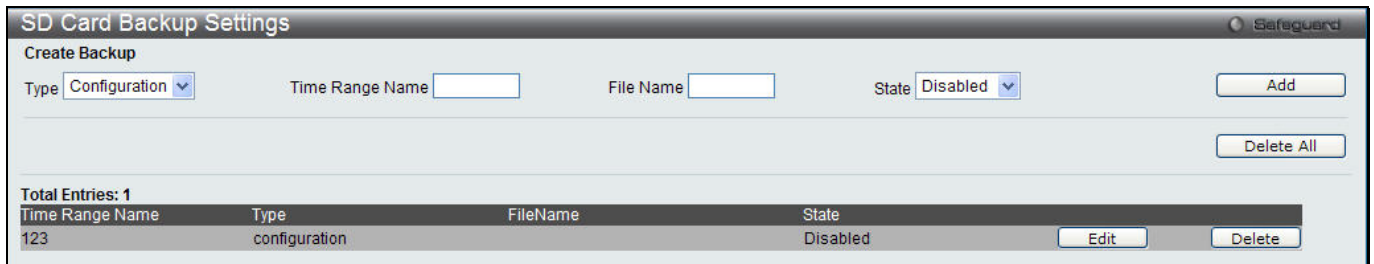 SD Card Backup Settings Safeguard
Create Backup
Type Configuration Time Range Name File Name State Disabled Add
Delete All
Total Entries: 1
Time Range Name Type FileName State
123 configuration Disabled Edit Delete